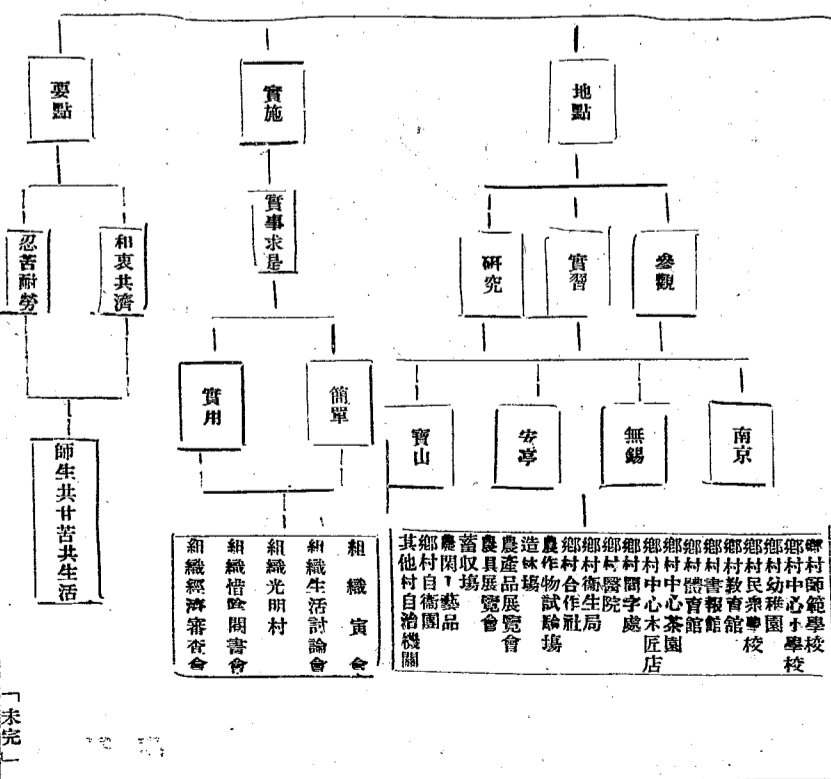 地點
參觀
實習
研究
南京
無錫
安亭
寶山
鄉村師範學校
鄉村中心小學校
鄉村幼稚園
鄉村民衆學校
鄉村教育館
鄉村書報館
鄉村體育館
鄉村中心茶園
鄉村中心木匠店
鄉村問字處
鄉村醫院
鄉村衞生局
鄉村合作社
農作物試驗塲
造林塲
農產品展覽會
農具展覽會
蓄収塲
農閑工藝品
鄉村自衞團
其他村自治機關
實施
實事求是
簡單
實用
組織寅會
組織生活討論會
組織光明村
組織惜陰閱書會
組織經濟審查會
要點
和衷共濟
忍苦耐勞
師生共甘苦共生活
「未完」